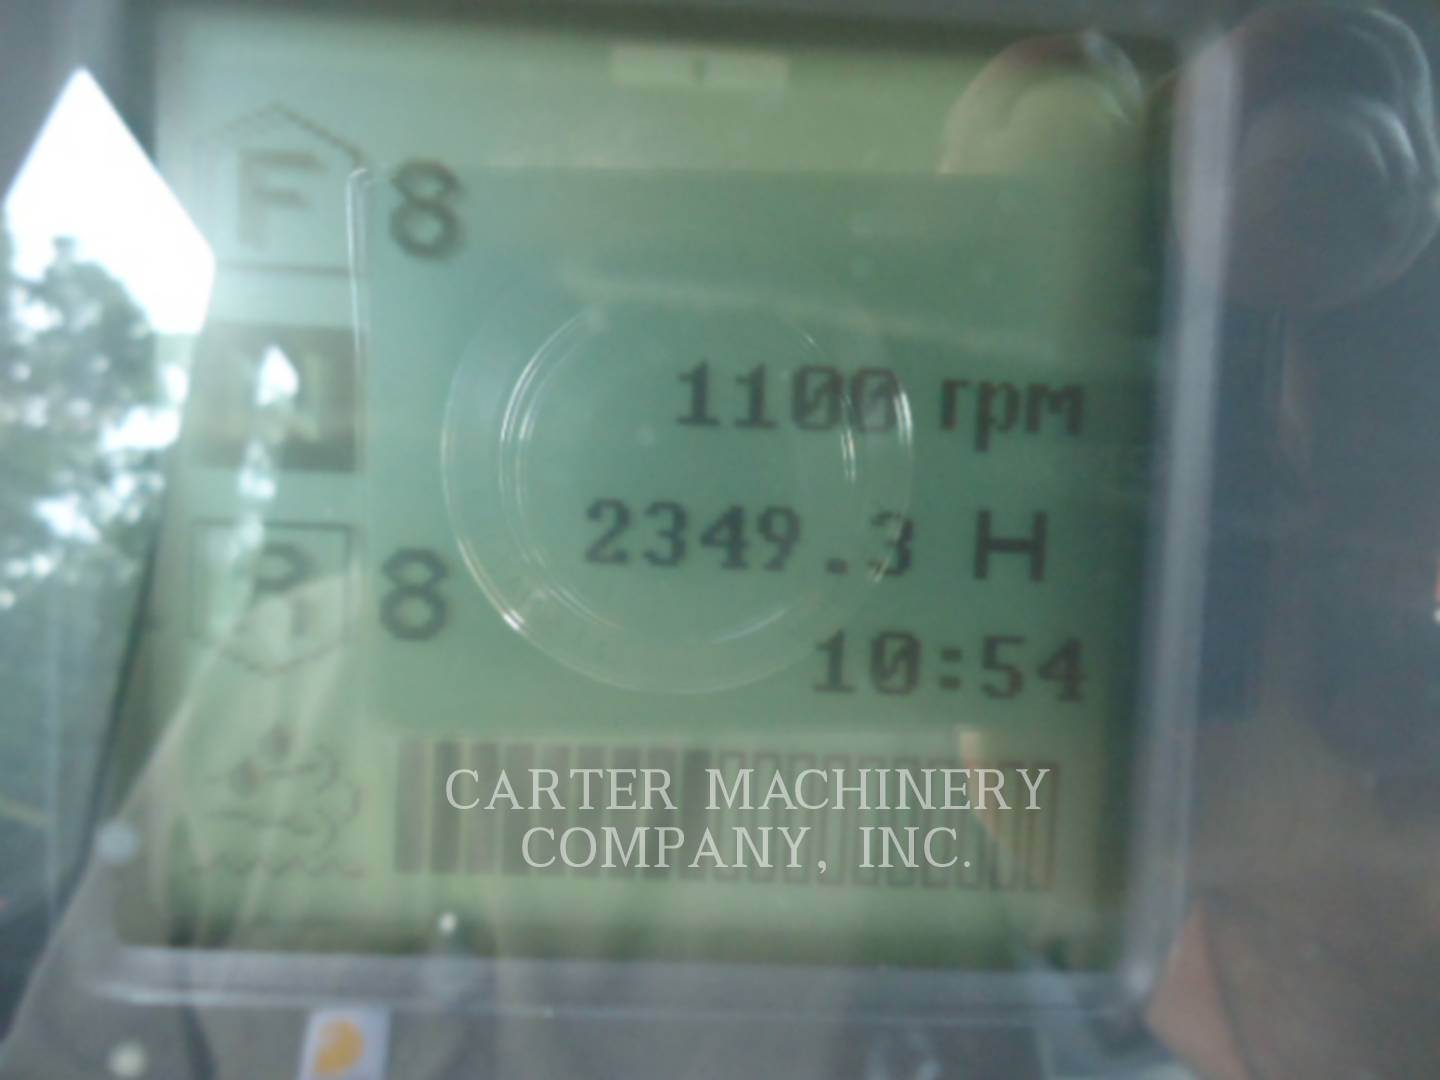 F 8
1100 rpm
N
2349.3 H
R 8
10:54
CARTER MACHINERY
COMPANY, INC.